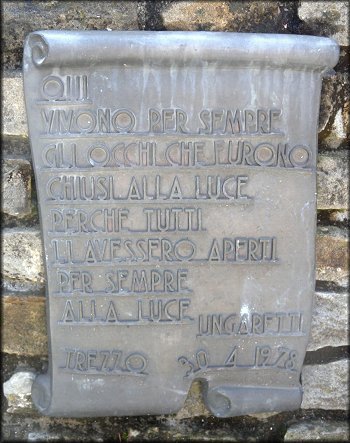 QUI
VIVONO PER SEMPRE
GLI OCCHI CHE FURONO
CHIUSI ALLA LUCE
PERCHE TUTTI
LI AVESSERO APERTI
PER SEMPRE
ALLA LUCE
UNGARETTI
TREZZO 30 4 1978